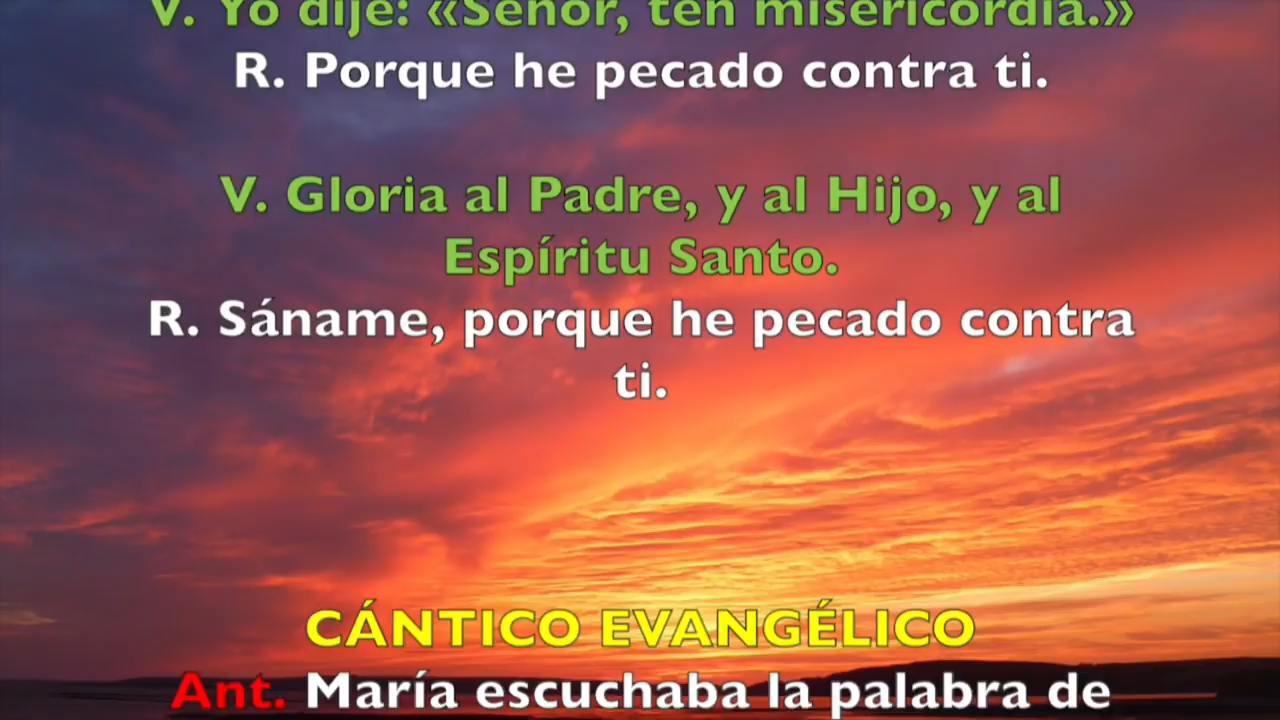 V. Yo dije: «Señor, ten misericordia.»
R. Porque he pecado contra ti.
V. Gloria al Padre, y al Hijo, y al
Espíritu Santo.
R. Sáname, porque he pecado contra
ti.
CÁNTICO EVANGÉLICO
Ant. María escuchaba la palabra de